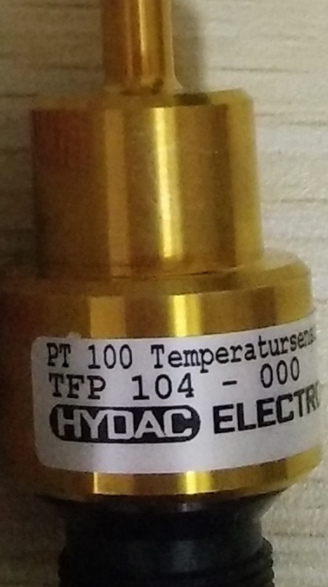 PT 100 Temperatursens
TFP 104 - 000
HYDAC ELECTR